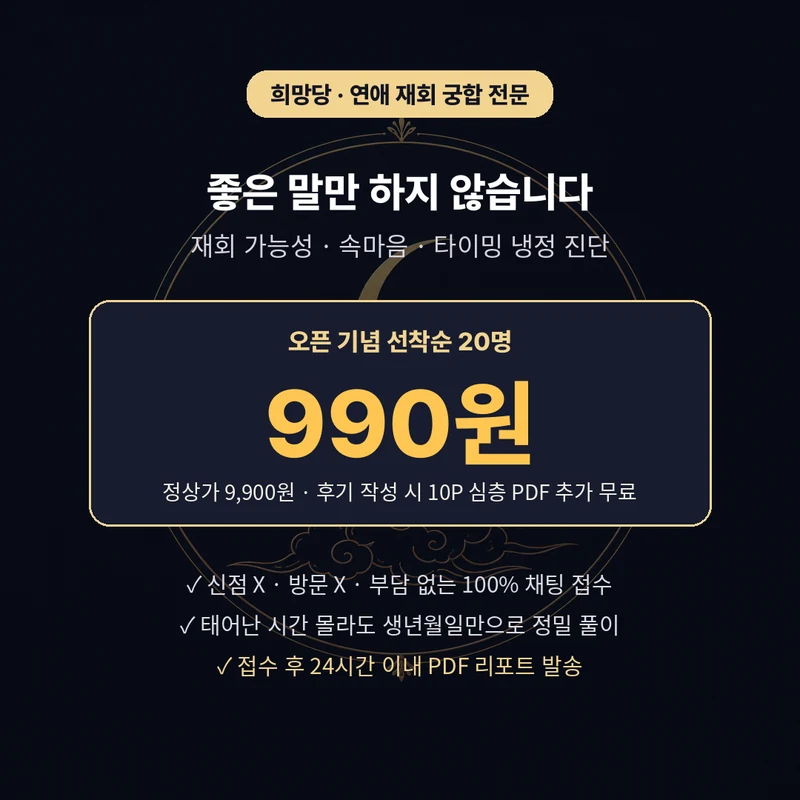 희망당 · 연애 재회 궁합 전문
좋은 말만 하지 않습니다
재회 가능성 · 속마음 · 타이밍 냉정 진단
오픈 기념 선착순 20명
990원
정상가 9,900원 · 후기 작성 시 10P 심층 PDF 추가 무료
✓ 신점 X · 방문 X · 부담 없는 100% 채팅 접수
✓ 태어난 시간 몰라도 생년월일만으로 정밀 풀이
✓ 접수 후 24시간 이내 PDF 리포트 발송